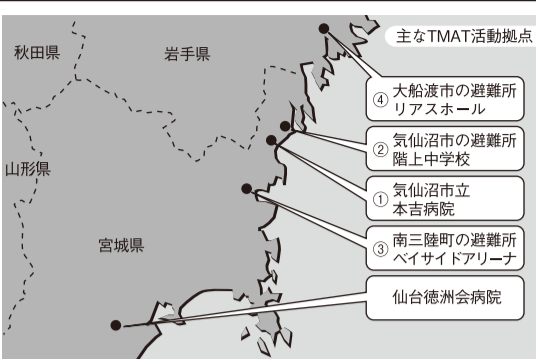 主なTMAT活動拠点
秋田県
岩手県
④ 大船渡市の避難所
リアスホール
② 気仙沼市の避難所
階上中学校
山形県
① 気仙沼市立
本吉病院
宮城県
③ 南三陸町の避難所
ベイサイドアリーナ
仙台徳洲会病院